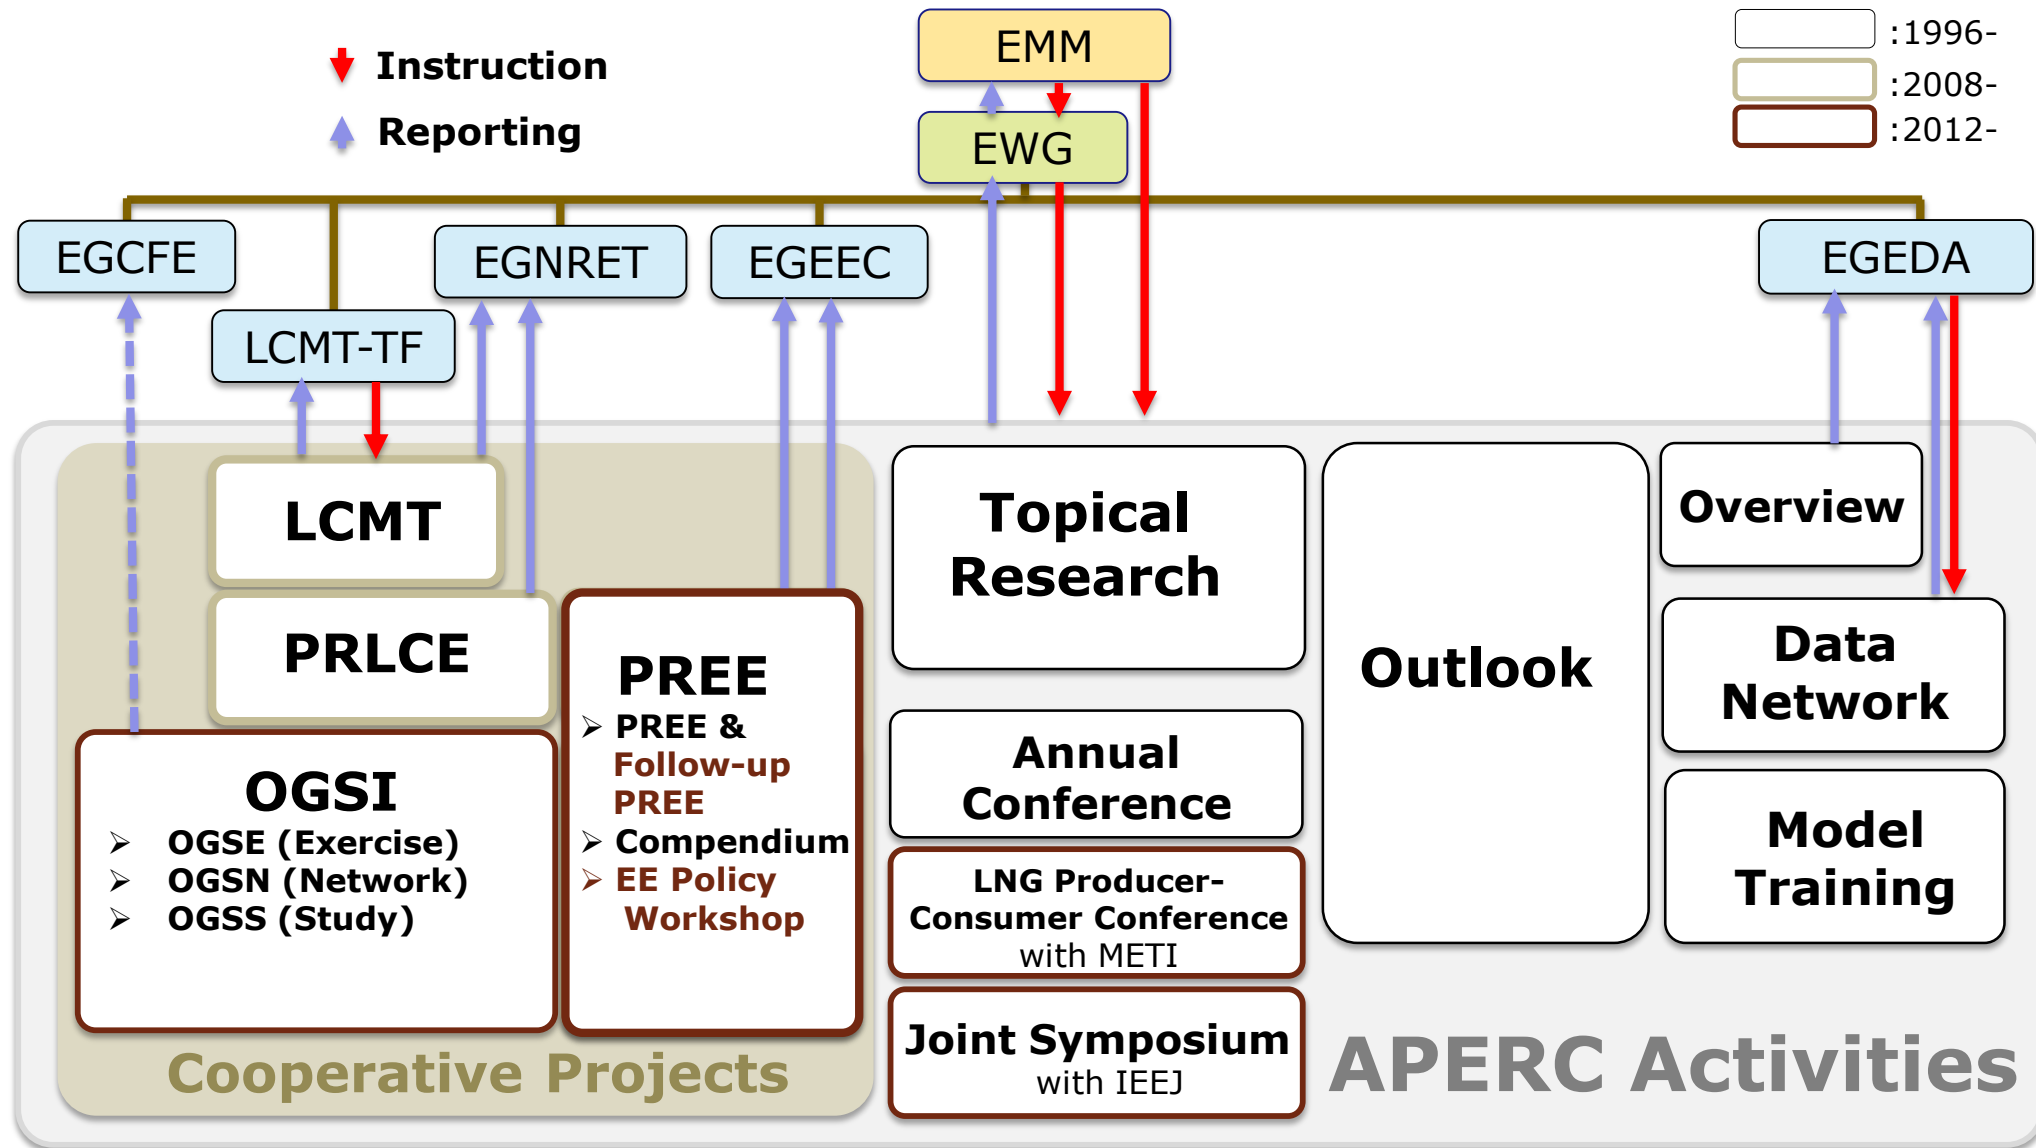 Instruction
Reporting
EMM
EWG
:1996-
:2008-
:2012-
EGCFE
LCMT-TF
EGNRET
EGEEC
EGEDA
LCMT
PRLCE
OGSI
➢ OGSE (Exercise)
➢ OGSN (Network)
➢ OGSS (Study)
PREE
➢ PREE &
Follow-up
PREE
➢ Compendium
➢ EE Policy
Workshop
Cooperative Projects
Topical
Research
Annual
Conference
LNG Producer-
Consumer Conference
with METI
Joint Symposium
with IEEJ
Outlook
Overview
Data
Network
Model
Training
APERC Activities